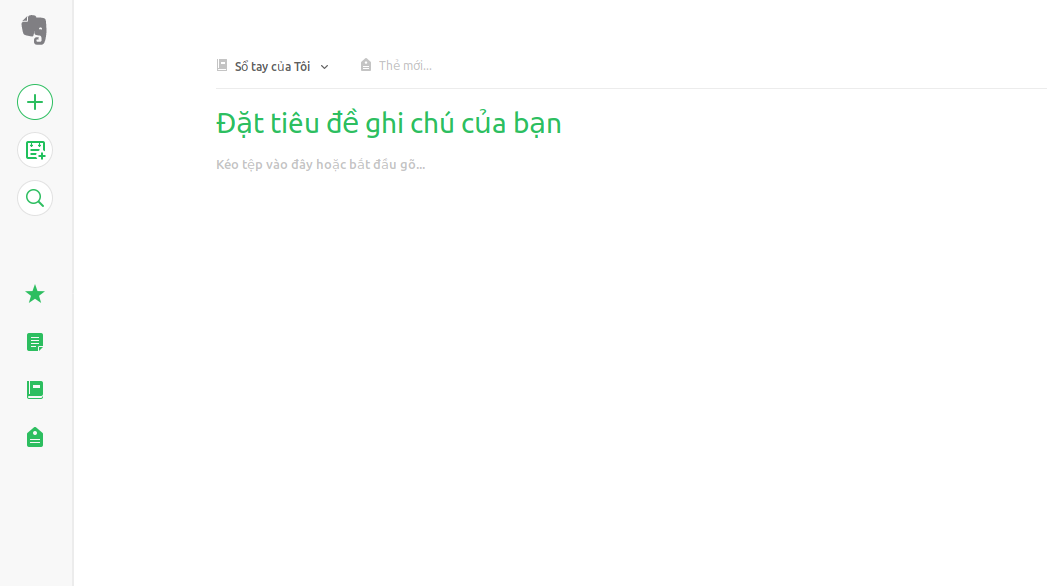 Sổ tay của Tôi
Thẻ mới...
Đặt tiêu đề ghi chú của bạn
Kéo tệp vào đây hoặc bắt đầu gõ...